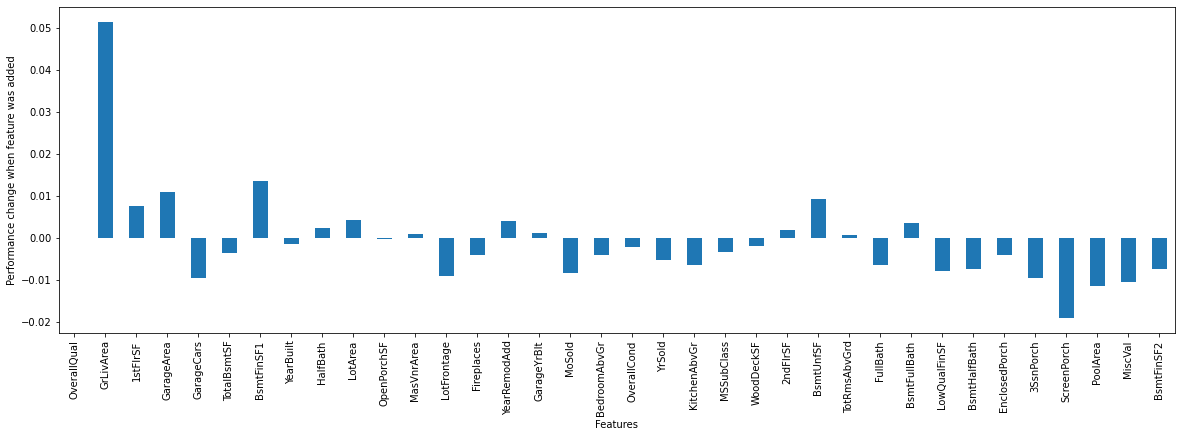 Performance change when feature was added
0.05
0.04
0.03
0.02
0.01
0.00
−0.01
−0.02
OverallQual
GrLivArea
1stFlrSF
GarageArea
GarageCars
TotalBsmtSF
BsmtFinSF1
YearBuilt
HalfBath
LotArea
OpenPorchSF
MasVnrArea
LotFrontage
Fireplaces
YearRemodAdd
GarageYrBlt
MoSold
BedroomAbvGr
OverallCond
YrSold
KitchenAbvGr
MSSubClass
WoodDeckSF
2ndFlrSF
BsmtUnfSF
TotRmsAbvGrd
FullBath
BsmtFullBath
LowQualFinSF
BsmtHalfBath
EnclosedPorch
3SsnPorch
ScreenPorch
PoolArea
MiscVal
BsmtFinSF2
Features